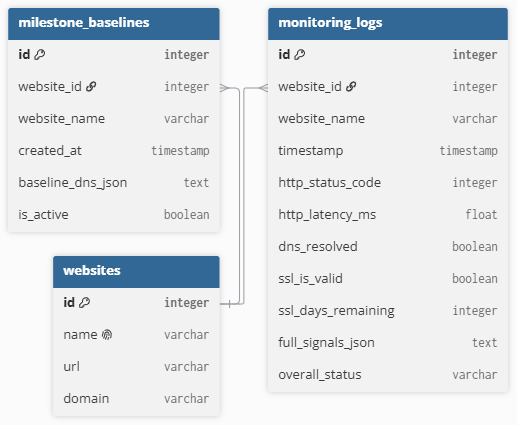 milestone_baselines
id integer
website_id integer
website_name varchar
created_at timestamp
baseline_dns_json text
is_active boolean
websites
id integer
name varchar
url varchar
domain varchar
monitoring_logs
id integer
website_id integer
website_name varchar
timestamp timestamp
http_status_code integer
http_latency_ms float
dns_resolved boolean
ssl_is_valid boolean
ssl_days_remaining integer
full_signals_json text
overall_status varchar